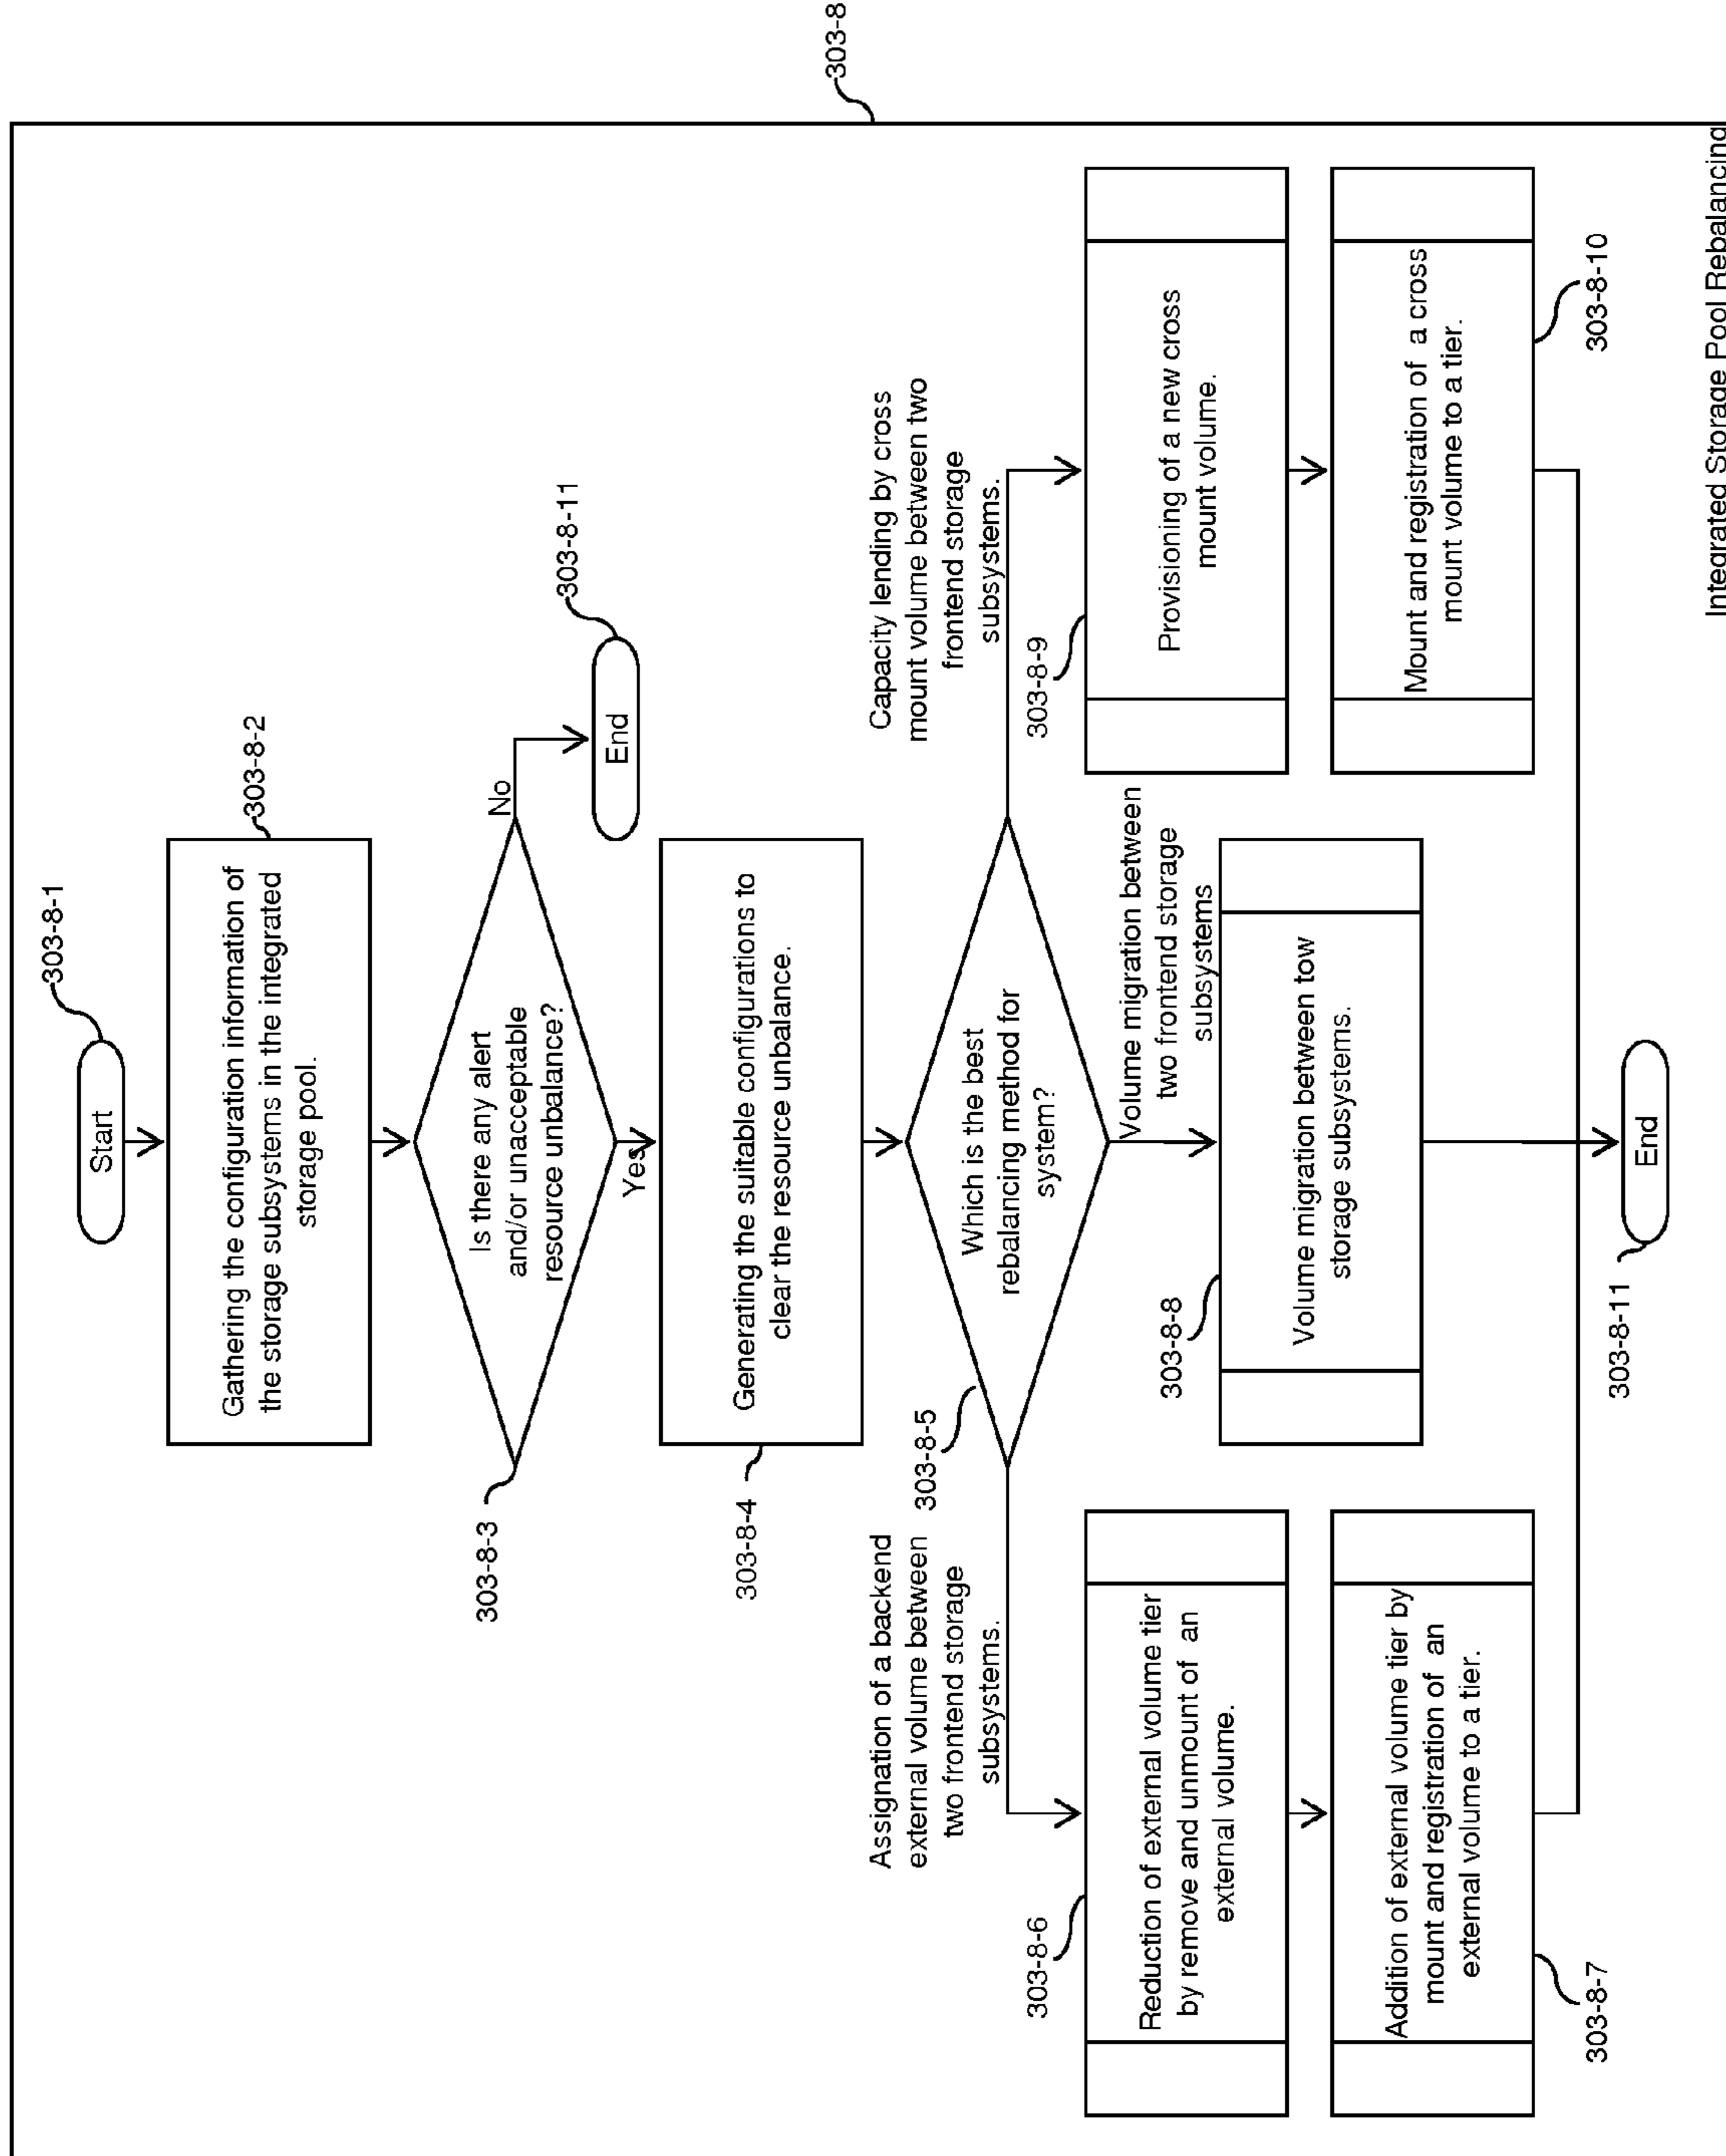 303-8
303-8-1
Start
303-8-2
Gathering the configuration information of
the storage subsystems in the integrated
storage pool.
303-8-3
Is there any alert
and/or unacceptable
resource unbalance?
No
303-8-11
End
Yes
303-8-4
Generating the suitable configurations to
clear the resource unbalance.
303-8-5
Which is the best
rebalancing method for
system?
Assignation of a backend
external volume between
two frontend storage
subsystems.
Volume migration between
two frontend storage
subsystems
Capacity lending by cross
mount volume between two
frontend storage
subsystems.
303-8-6
Reduction of external volume tier
by remove and unmount of an
external volume.
303-8-8
Volume migration between tow
storage subsystems.
303-8-9
Provisioning of a new cross
mount volume.
Addition of external volume tier by
mount and registration of an
external volume to a tier.
303-8-7
Mount and registration of a cross
mount volume to a tier.
303-8-10
303-8-11
End
Integrated Storage Pool Rebalancing